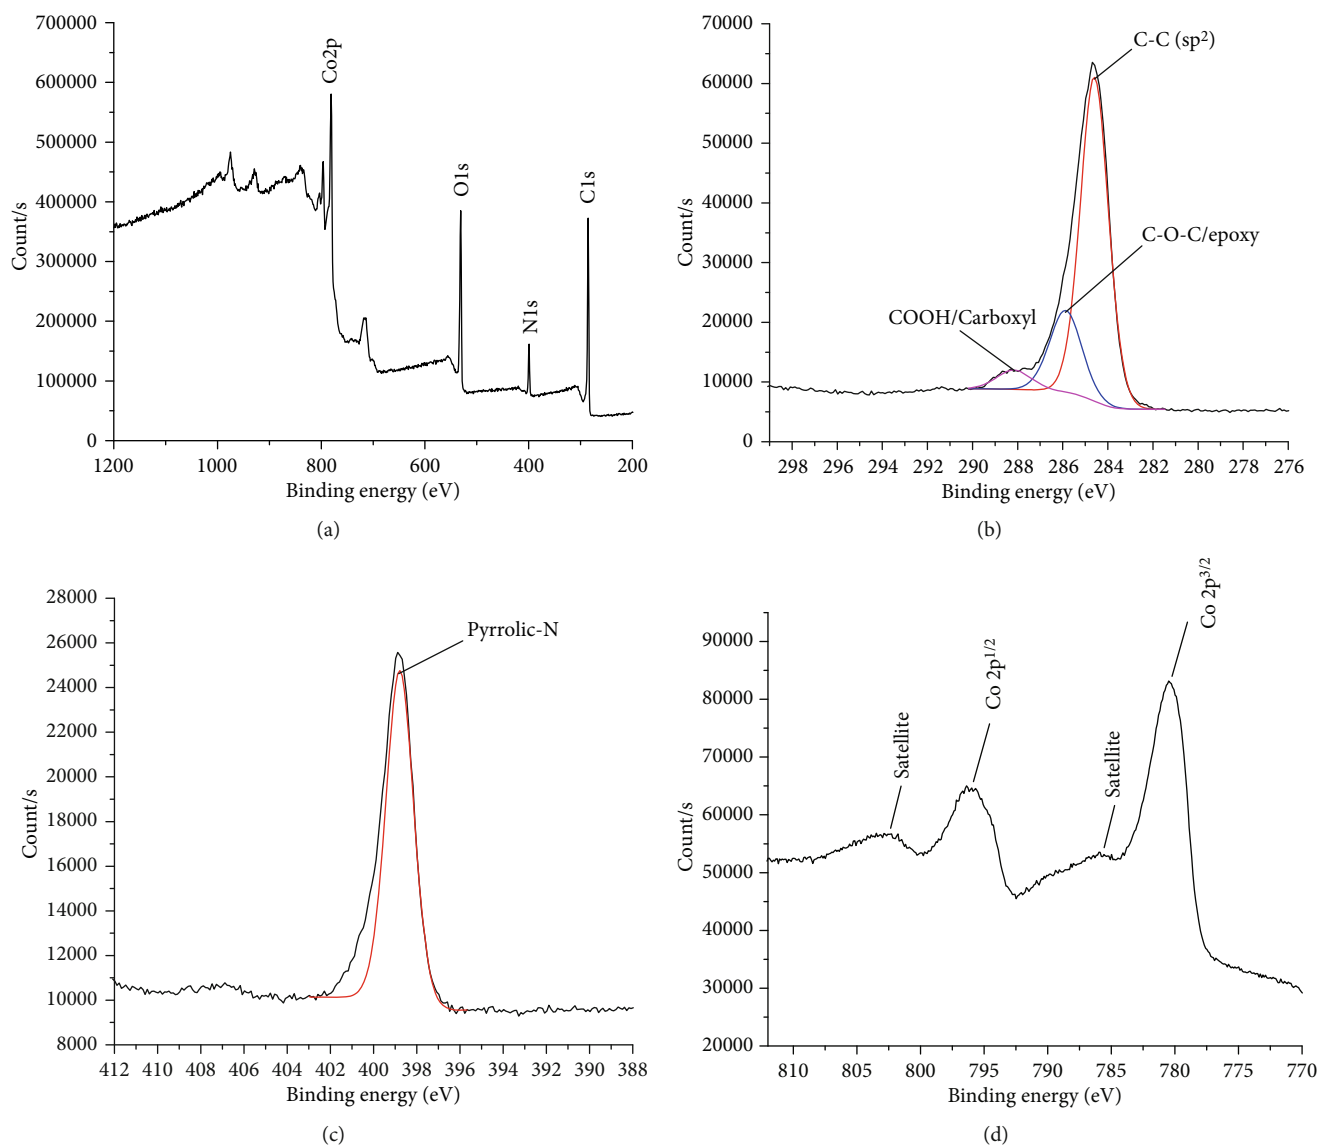 700000
600000
500000
400000
300000
200000
100000
0
Count/s
Co2p
O1s
N1s
C1s
1200 1000 800 600 400 200
Binding energy (eV)
(a)
70000
60000
50000
40000
30000
20000
10000
0
Count/s
C-C (sp²)
C-O-C/epoxy
COOH/Carboxyl
298 296 294 292 290 288 286 284 282 280 278 276
Binding energy (eV)
(b)
28000
26000
24000
22000
20000
18000
16000
14000
12000
10000
8000
Count/s
Pyrrolic-N
412 410 408 406 404 402 400 398 396 394 392 390 388
Binding energy (eV)
(c)
90000
80000
70000
60000
50000
40000
30000
20000
Count/s
Satellite
Co 2p¹/²
Satellite
Co 2p³/²
810 805 800 795 790 785 780 775 770
Binding energy (eV)
(d)